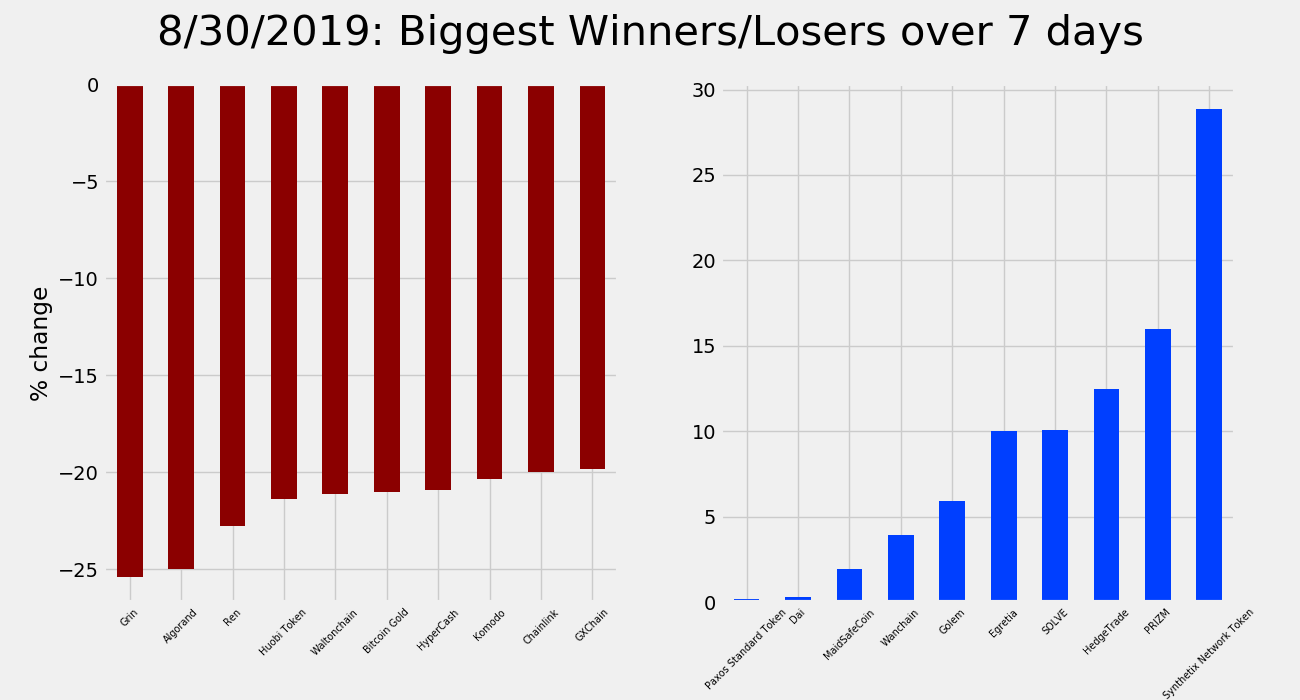 8/30/2019: Biggest Winners/Losers over 7 days
% change
0
−5
−10
−15
−20
−25
Grin
Algorand
Ren
Huobi Token
Waltonchain
Bitcoin Gold
HyperCash
Komodo
Chainlink
GXChain
30
25
20
15
10
5
0
Paxos Standard Token
Dai
MaidSafeCoin
Wanchain
Golem
Egretia
SOLVE
HedgeTrade
PRIZM
Synthetix Network Token